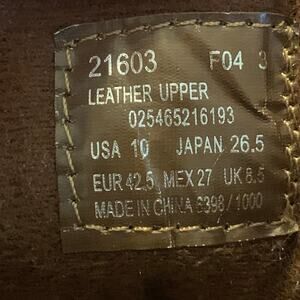 21603 F04 3
LEATHER UPPER
025465216193
USA 10 JAPAN 26.5
EUR 42.5 MEX 27 UK 8.5
MADE IN CHINA 6398/1000